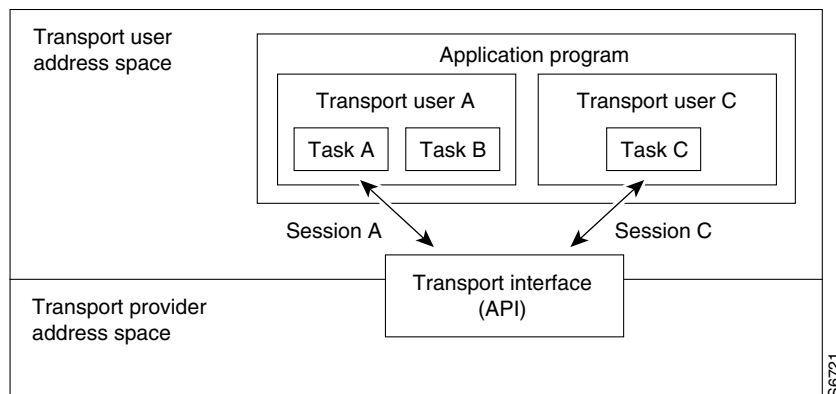 Transport user
address space
Application program
Transport user A
Transport user C
Task A
Task B
Task C
Session A
Session C
Transport interface
(API)
Transport provider
address space
S6721